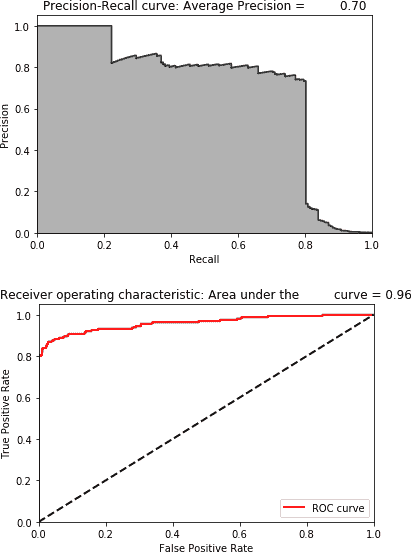 Precision-Recall curve: Average Precision = 0.70
1.0
0.8
0.6
0.4
0.2
0.0
Precision
0.0 0.2 0.4 0.6 0.8 1.0
Recall
Receiver operating characteristic: Area under the curve = 0.96
1.0
0.8
0.6
0.4
0.2
0.0
True Positive Rate
ROC curve
0.0 0.2 0.4 0.6 0.8 1.0
False Positive Rate